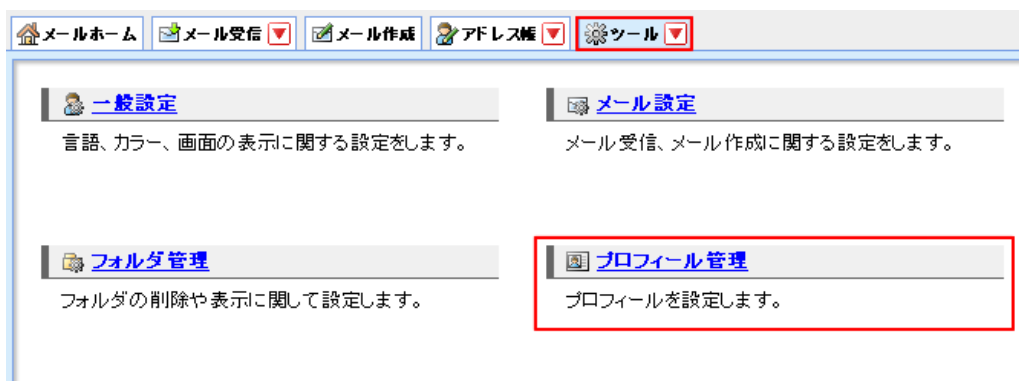 メールホーム メール受信 メール作成 アドレス帳 ツール
一般設定 メール設定
言語、カラー、画面の表示に関する設定をします。 メール受信、メール作成に関する設定をします。
フォルダ管理 プロフィール管理
フォルダの削除や表示に関して設定します。 プロフィールを設定します。